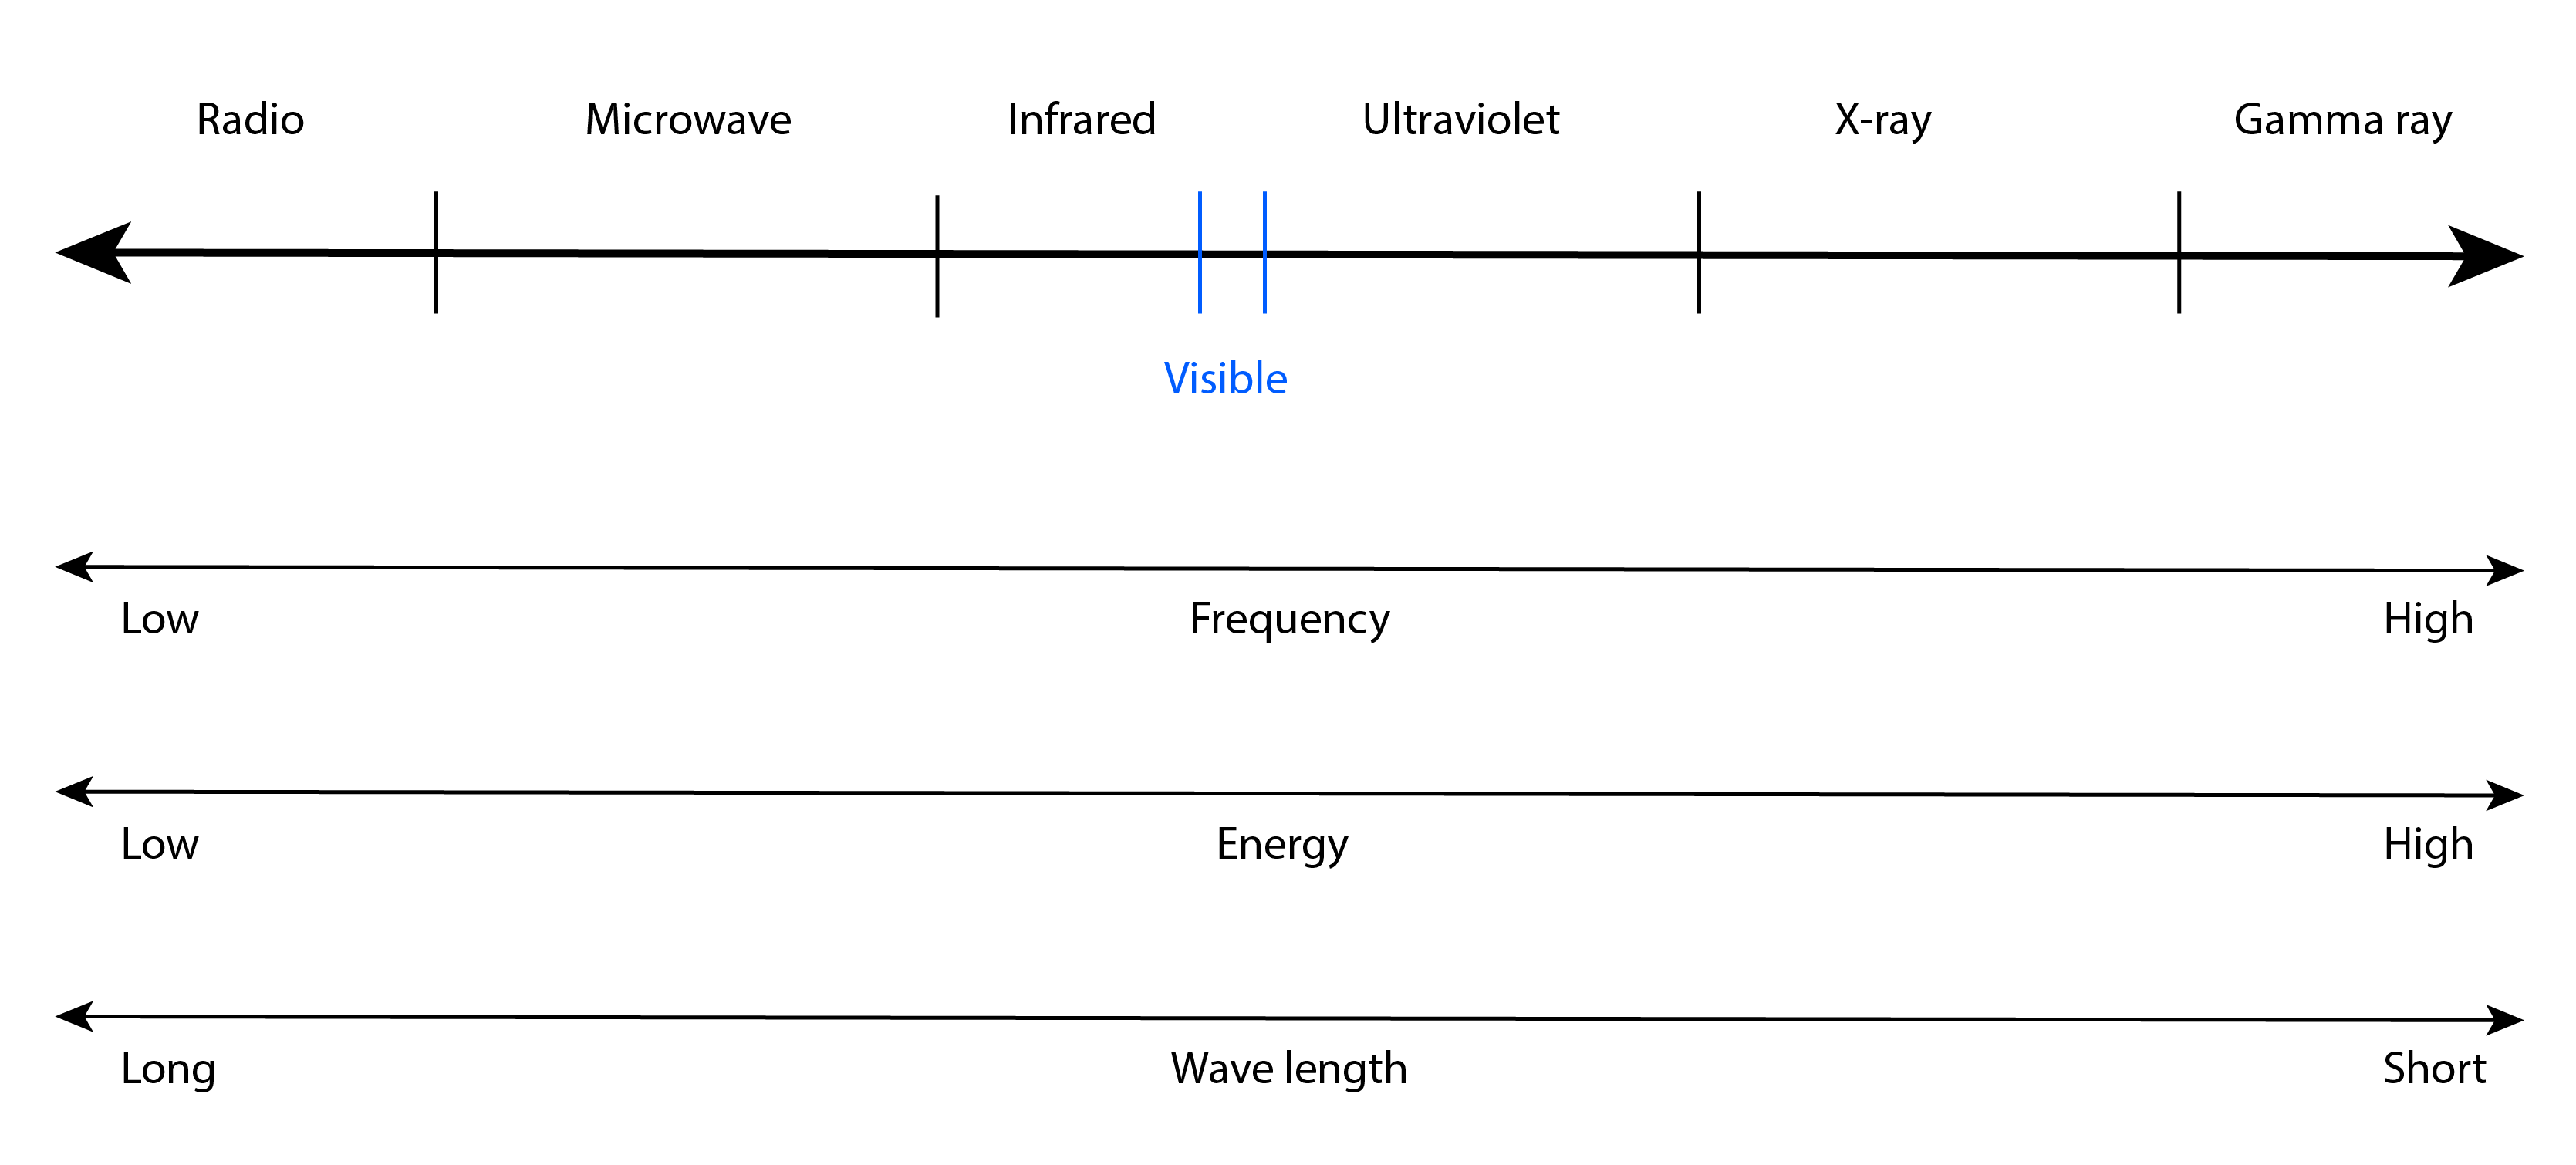 Radio Microwave Infrared Ultraviolet X-ray Gamma ray
Visible
Low Frequency High
Low Energy High
Long Wave length Short